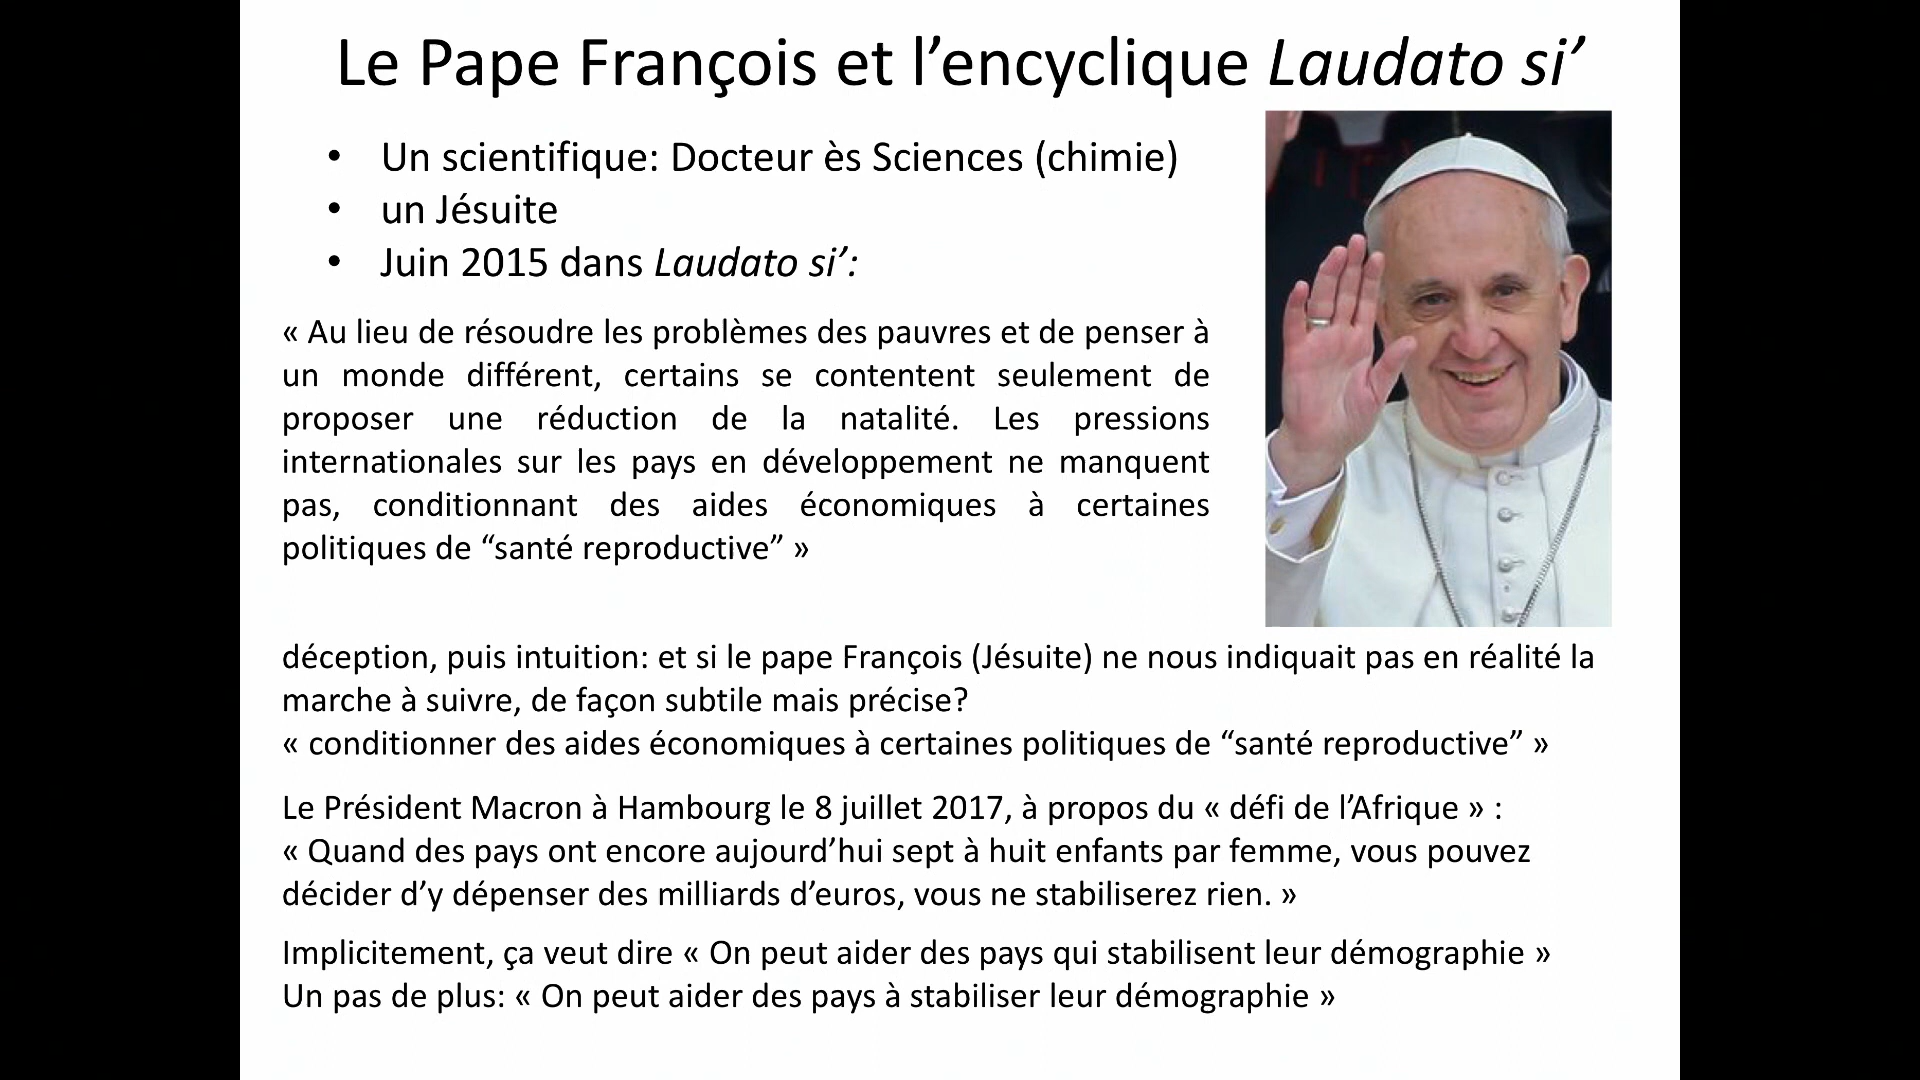 Le Pape François et l’encyclique Laudato si’
• Un scientifique: Docteur ès Sciences (chimie)
• un Jésuite
• Juin 2015 dans Laudato si’:
« Au lieu de résoudre les problèmes des pauvres et de penser à
un monde différent, certains se contentent seulement de
proposer une réduction de la natalité. Les pressions
internationales sur les pays en développement ne manquent
pas, conditionnant des aides économiques à certaines
politiques de “santé reproductive” »
déception, puis intuition: et si le pape François (Jésuite) ne nous indiquait pas en réalité la
marche à suivre, de façon subtile mais précise?
« conditionner des aides économiques à certaines politiques de “santé reproductive” »
Le Président Macron à Hambourg le 8 juillet 2017, à propos du « défi de l’Afrique » :
« Quand des pays ont encore aujourd’hui sept à huit enfants par femme, vous pouvez
décider d’y dépenser des milliards d’euros, vous ne stabiliserez rien. »
Implicitement, ça veut dire « On peut aider des pays qui stabilisent leur démographie »
Un pas de plus: « On peut aider des pays à stabiliser leur démographie »